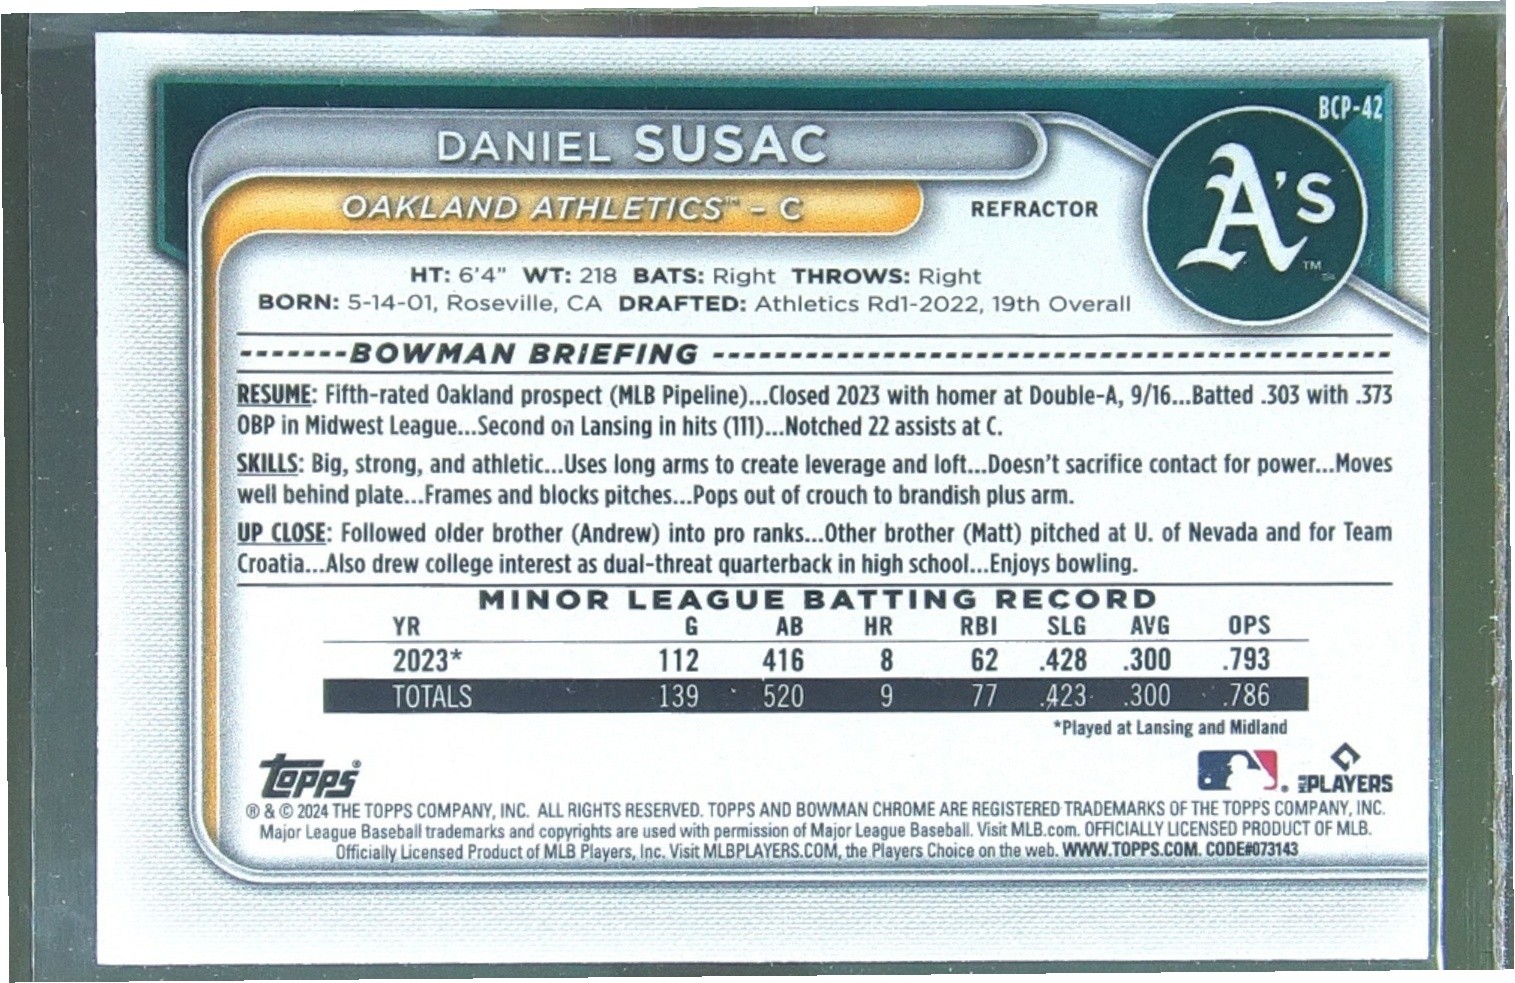 BCP-42
DANIEL SUSAC
A's
TM
OAKLAND ATHLETICS™ - C
REFRACTOR
HT: 6'4" WT: 218 BATS: Right THROWS: Right
BORN: 5-14-01, Roseville, CA DRAFTED: Athletics Rd1-2022, 19th Overall
BOWMAN BRIEFING
RESUME: Fifth-rated Oakland prospect (MLB Pipeline)...Closed 2023 with homer at Double-A, 9/16...Batted .303 with .373
OBP in Midwest League...Second on Lansing in hits (111)...Notched 22 assists at C.
SKILLS: Big, strong, and athletic...Uses long arms to create leverage and loft...Doesn't sacrifice contact for power...Moves
well behind plate...Frames and blocks pitches...Pops out of crouch to brandish plus arm.
UP CLOSE: Followed older brother (Andrew) into pro ranks...Other brother (Matt) pitched at U. of Nevada and for Team
Croatia...Also drew college interest as dual-threat quarterback in high school...Enjoys bowling.
MINOR LEAGUE BATTING RECORD
YR G AB HR RBI SLG AVG OPS
2023* 112 416 8 62 .428 .300 .793
TOTALS 139 520 9 77 .423 .300 .786
*Played at Lansing and Midland
Topps®
MLB PLAYERS
® & © 2024 THE TOPPS COMPANY, INC. ALL RIGHTS RESERVED. TOPPS AND BOWMAN CHROME ARE REGISTERED TRADEMARKS OF THE TOPPS COMPANY, INC.
Major League Baseball trademarks and copyrights are used with permission of Major League Baseball. Visit MLB.com. OFFICIALLY LICENSED PRODUCT OF MLB.
Officially Licensed Product of MLB Players, Inc. Visit MLBPLAYERS.COM, the Players Choice on the web. WWW.TOPPS.COM. CODE#073143